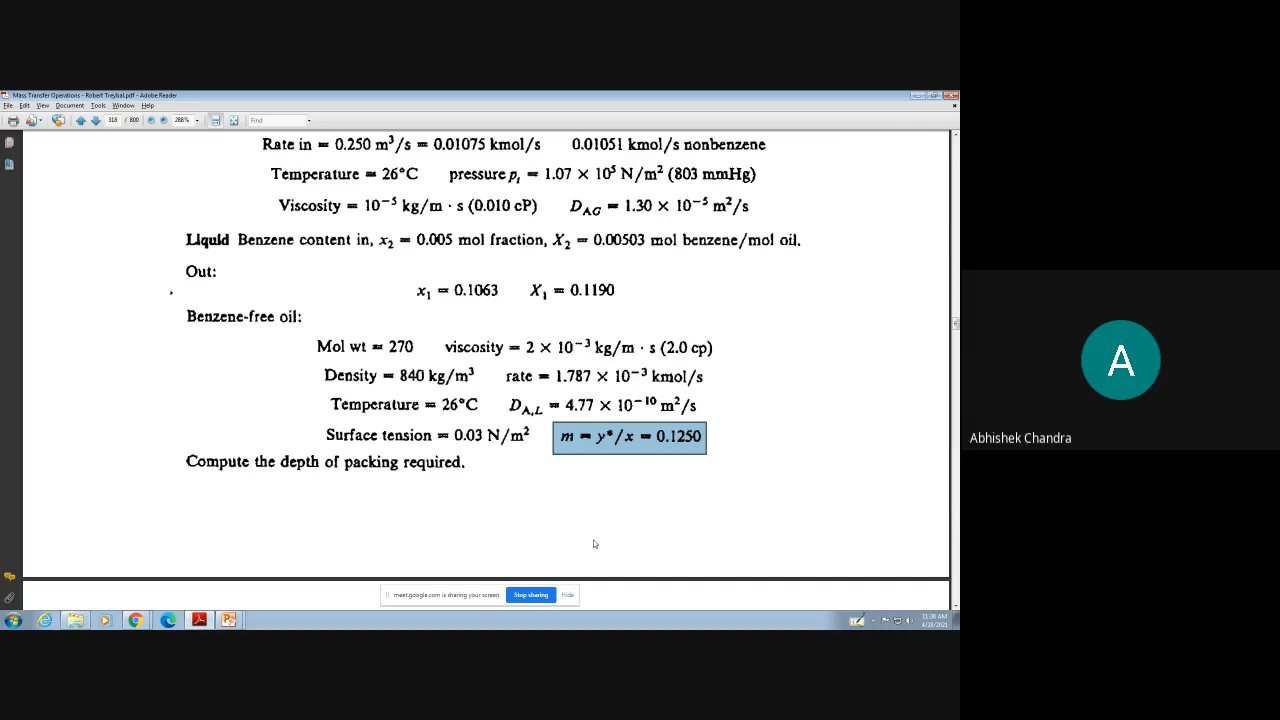 Mass Transfer Operations - Robert Treybal.pdf - Adobe Reader
File Edit View Document Tools Window Help
318 / 800 288% Find
Rate in = 0.250 m³/s = 0.01075 kmol/s 0.01051 kmol/s nonbenzene
Temperature = 26°C pressure pₜ = 1.07 × 10⁵ N/m² (803 mmHg)
Viscosity = 10⁻⁵ kg/m · s (0.010 cP) D_AG = 1.30 × 10⁻⁵ m²/s
Liquid Benzene content in, x₂ = 0.005 mol fraction, X₂ = 0.00503 mol benzene/mol oil.
Out:
x₁ = 0.1063 X₁ = 0.1190
Benzene-free oil:
Mol wt = 270 viscosity = 2 × 10⁻³ kg/m · s (2.0 cp)
Density = 840 kg/m³ rate = 1.787 × 10⁻³ kmol/s
Temperature = 26°C D_A,L = 4.77 × 10⁻¹⁰ m²/s
Surface tension = 0.03 N/m² m = y*/x = 0.1250
Compute the depth of packing required.
A
Abhishek Chandra
meet.google.com is sharing your screen. Stop sharing Hide
11:38 AM
4/28/2021